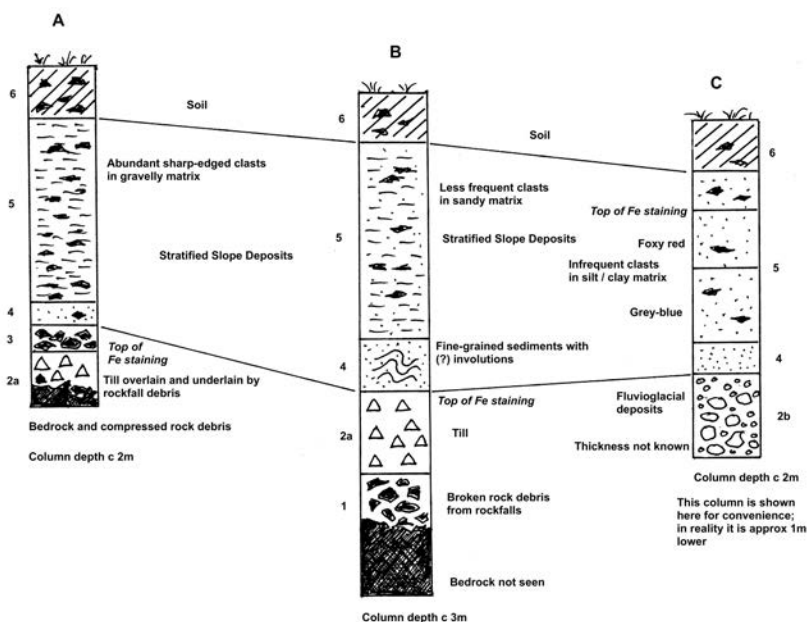 A
B
C
6
Soil
6
Soil
6
Abundant sharp-edged clasts
in gravelly matrix
5
Stratified Slope Deposits
4
3
Top of
Fe staining
2a
Till overlain and underlain by
rockfall debris
Bedrock and compressed rock debris
Column depth c 2m
Less frequent clasts
in sandy matrix
5
Stratified Slope Deposits
4
Fine-grained sediments with
(?) involutions
Top of Fe staining
2a
Till
1
Broken rock debris
from rockfalls
Bedrock not seen
Column depth c 3m
Top of Fe staining
Foxy red
Infrequent clasts
in silt / clay matrix
5
Grey-blue
4
Fluvioglacial
deposits
2b
Thickness not known
Column depth c 2m
This column is shown
here for convenience;
in reality it is approx 1m
lower